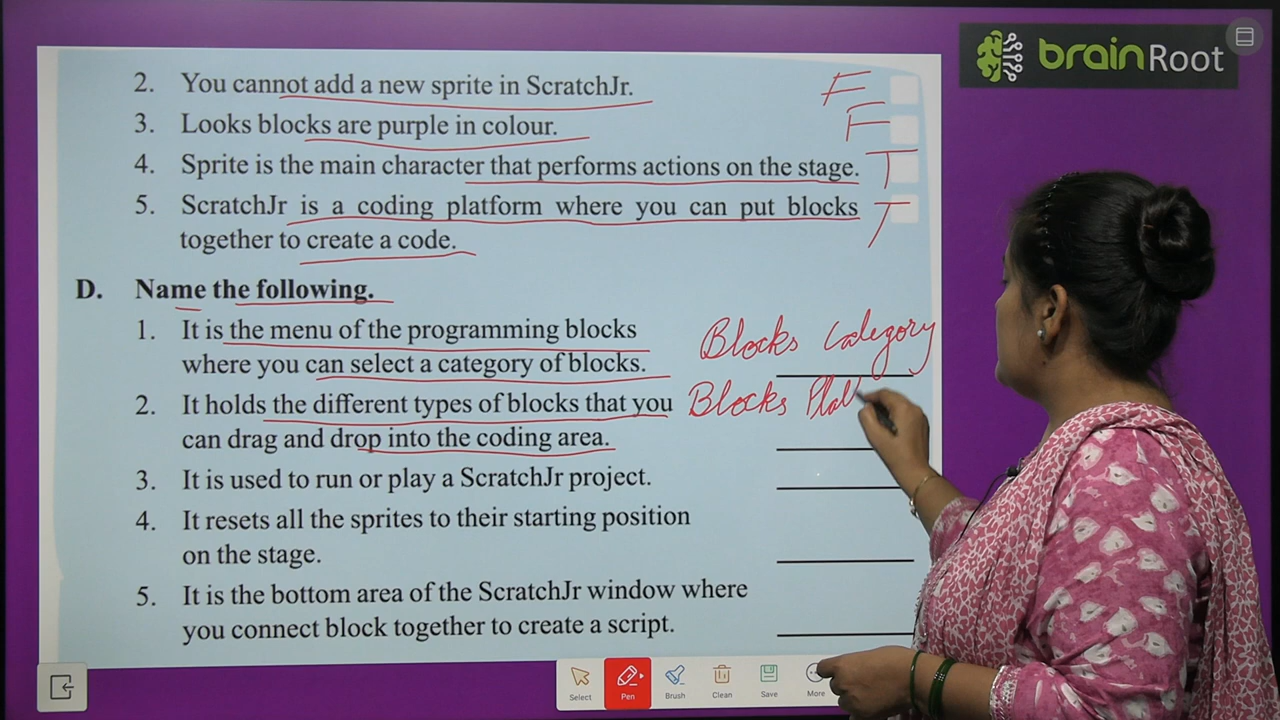 brainRoot
2. You cannot add a new sprite in ScratchJr. F
3. Looks blocks are purple in colour. F
4. Sprite is the main character that performs actions on the stage. T
5. ScratchJr is a coding platform where you can put blocks T
together to create a code.
D. Name the following.
1. It is the menu of the programming blocks
where you can select a category of blocks. Blocks Category
2. It holds the different types of blocks that you Blocks
can drag and drop into the coding area.
3. It is used to run or play a ScratchJr project.
4. It resets all the sprites to their starting position
on the stage.
5. It is the bottom area of the ScratchJr window where
you connect block together to create a script.
Select Pen Brush Clean Save More